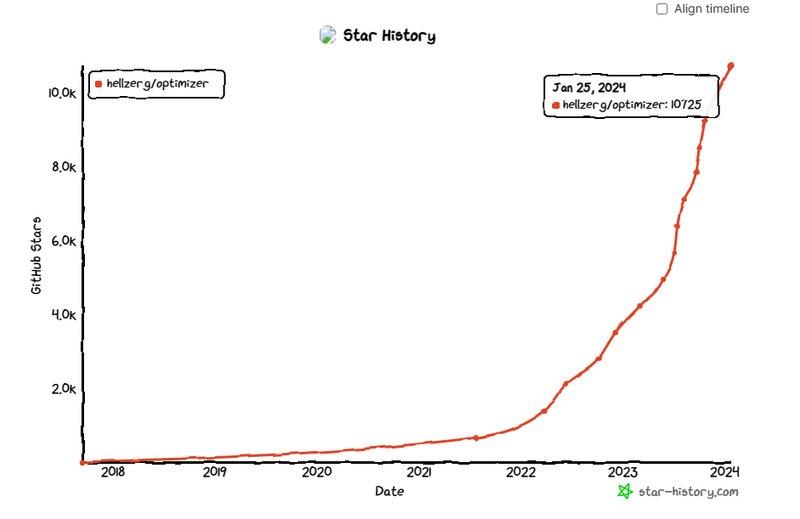 Align timeline
Star History
hellzerg/optimizer
Jan 25, 2024
hellzerg/optimizer: 10725
10.0k
8.0k
6.0k
4.0k
2.0k
GitHub Stars
2018 2019 2020 2021 2022 2023 2024
Date
star-history.com